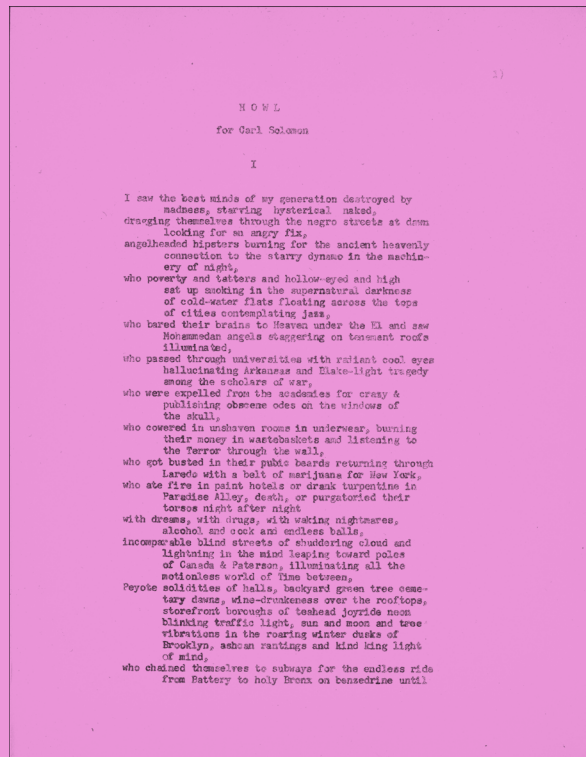 1)
H O W L
for Carl Solomon
I
I saw the best minds of my generation destroyed by
madness, starving hysterical naked,
dragging themselves through the negro streets at dawn
looking for an angry fix,
angelheaded hipsters burning for the ancient heavenly
connection to the starry dynamo in the machin-
ery of night,
who poverty and tatters and hollow-eyed and high
sat up smoking in the supernatural darkness
of cold-water flats floating across the tops
of cities contemplating jazz,
who bared their brains to Heaven under the El and saw
Mohammedan angels staggering on tenement roofs
illuminated,
who passed through universities with radiant cool eyes
hallucinating Arkansas and Blake-light tragedy
among the scholars of war,
who were expelled from the academies for crazy &
publishing obscene odes on the windows of
the skull,
who cowered in unshaven rooms in underwear, burning
their money in wastebaskets and listening to
the Terror through the wall,
who got busted in their pubic beards returning through
Laredo with a belt of marijuana for New York,
who ate fire in paint hotels or drank turpentine in
Paradise Alley, death, or purgatoried their
torsos night after night
with dreams, with drugs, with waking nightmares,
alcohol and cock and endless balls,
incomparable blind streets of shuddering cloud and
lightning in the mind leaping toward poles
of Canada & Paterson, illuminating all the
motionless world of Time between,
Peyote solidities of halls, backyard green tree ceme-
tary dawns, wine-drunkeness over the rooftops,
storefront boroughs of teahead joyride neon
blinking traffic light, sun and moon and tree
vibrations in the roaring winter dusks of
Brooklyn, ashcan rantings and kind king light
of mind,
who chained themselves to subways for the endless ride
from Battery to holy Bronx on benzedrine until